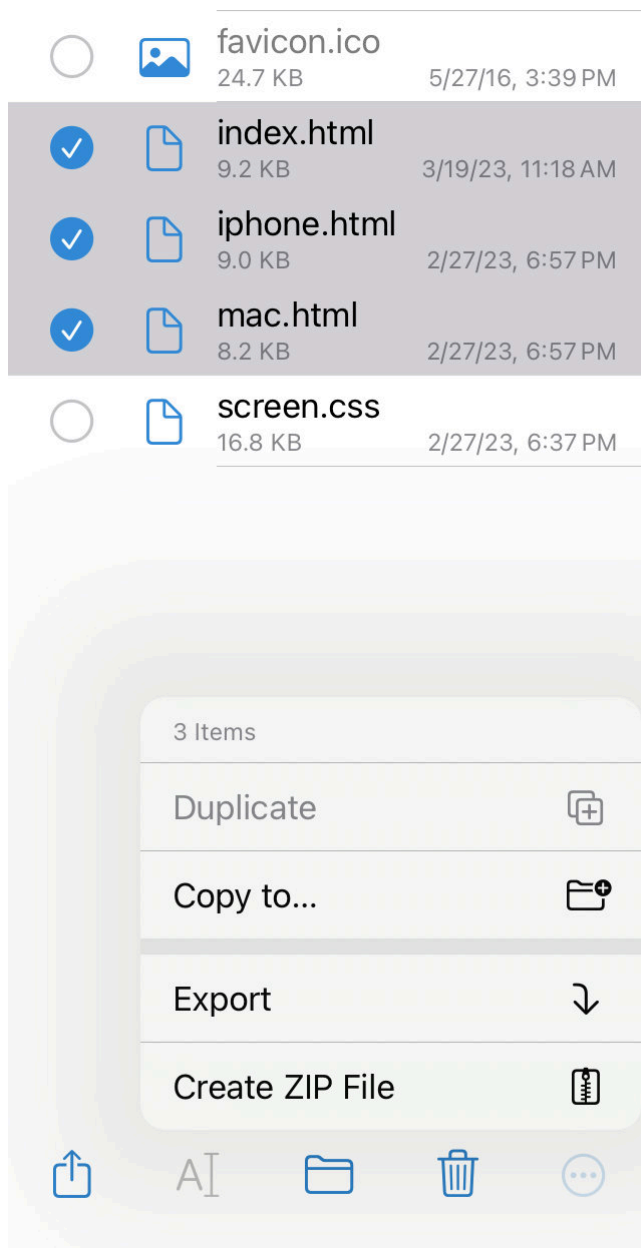 favicon.ico
24.7 KB 5/27/16, 3:39 PM
index.html
9.2 KB 3/19/23, 11:18 AM
iphone.html
9.0 KB 2/27/23, 6:57 PM
mac.html
8.2 KB 2/27/23, 6:57 PM
screen.css
16.8 KB 2/27/23, 6:37 PM
3 Items
Duplicate
Copy to...
Export
Create ZIP File
A